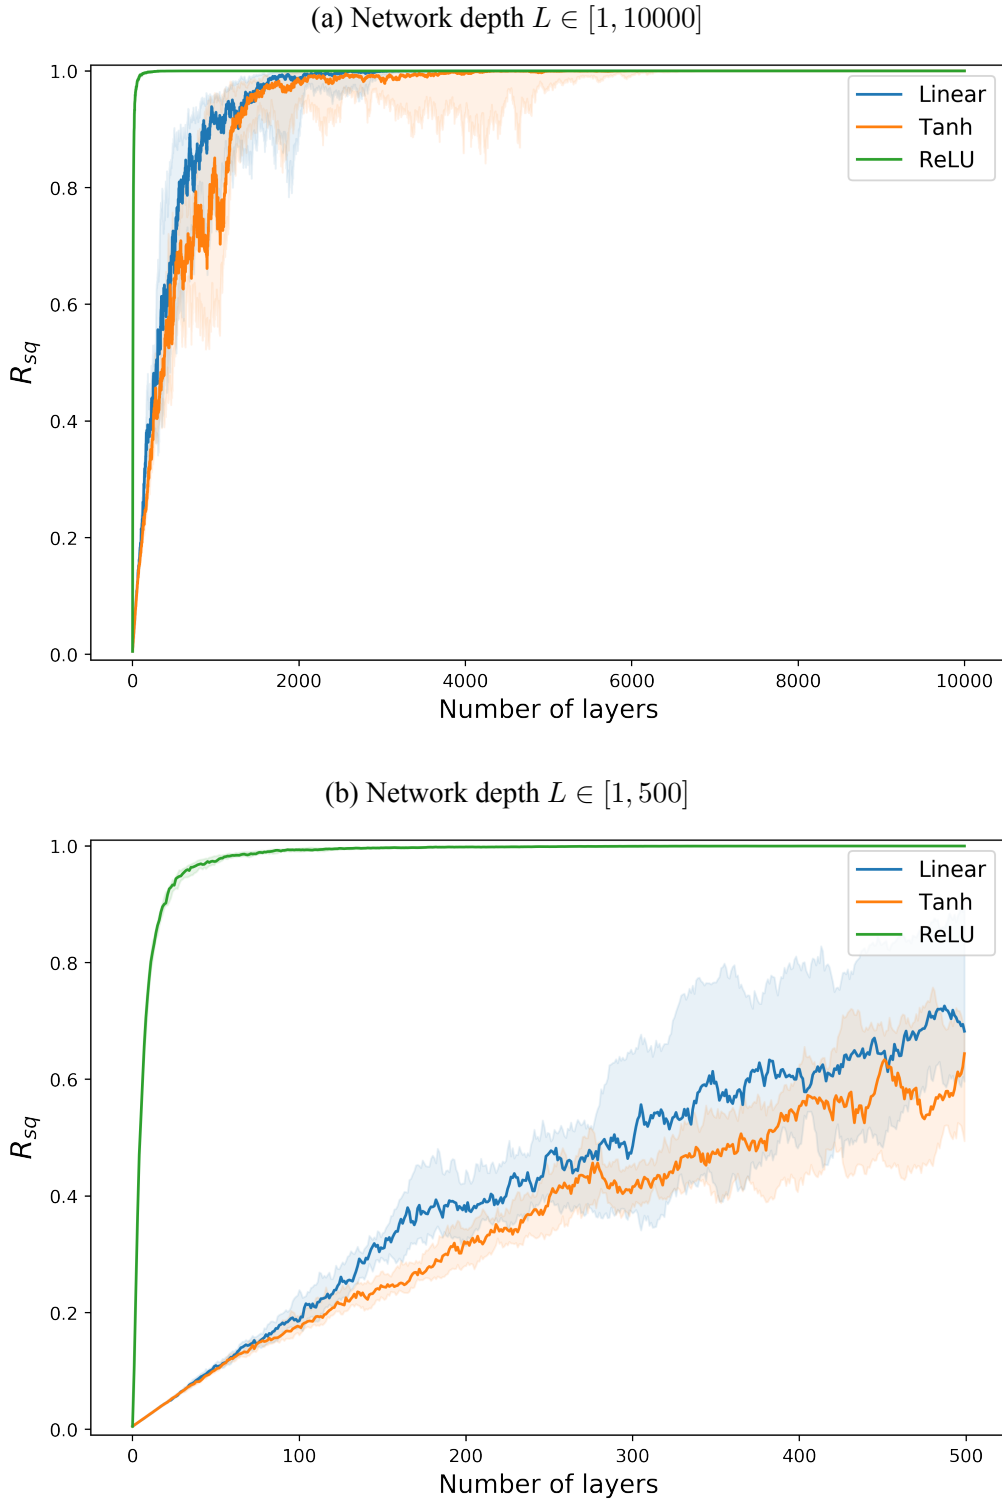 (a) Network depth L ∈ [1, 10000]
1.0
0.8
0.6
0.4
0.2
0.0
R_sq
Linear
Tanh
ReLU
0 2000 4000 6000 8000 10000
Number of layers
(b) Network depth L ∈ [1, 500]
1.0
0.8
0.6
0.4
0.2
0.0
R_sq
Linear
Tanh
ReLU
0 100 200 300 400 500
Number of layers